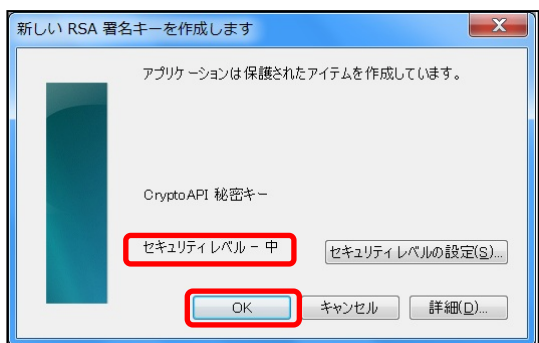 新しい RSA 署名キーを作成します
アプリケーションは保護されたアイテムを作成しています。
CryptoAPI 秘密キー
セキュリティ レベル - 中
セキュリティ レベルの設定(S)...
OK
キャンセル
詳細(D)...